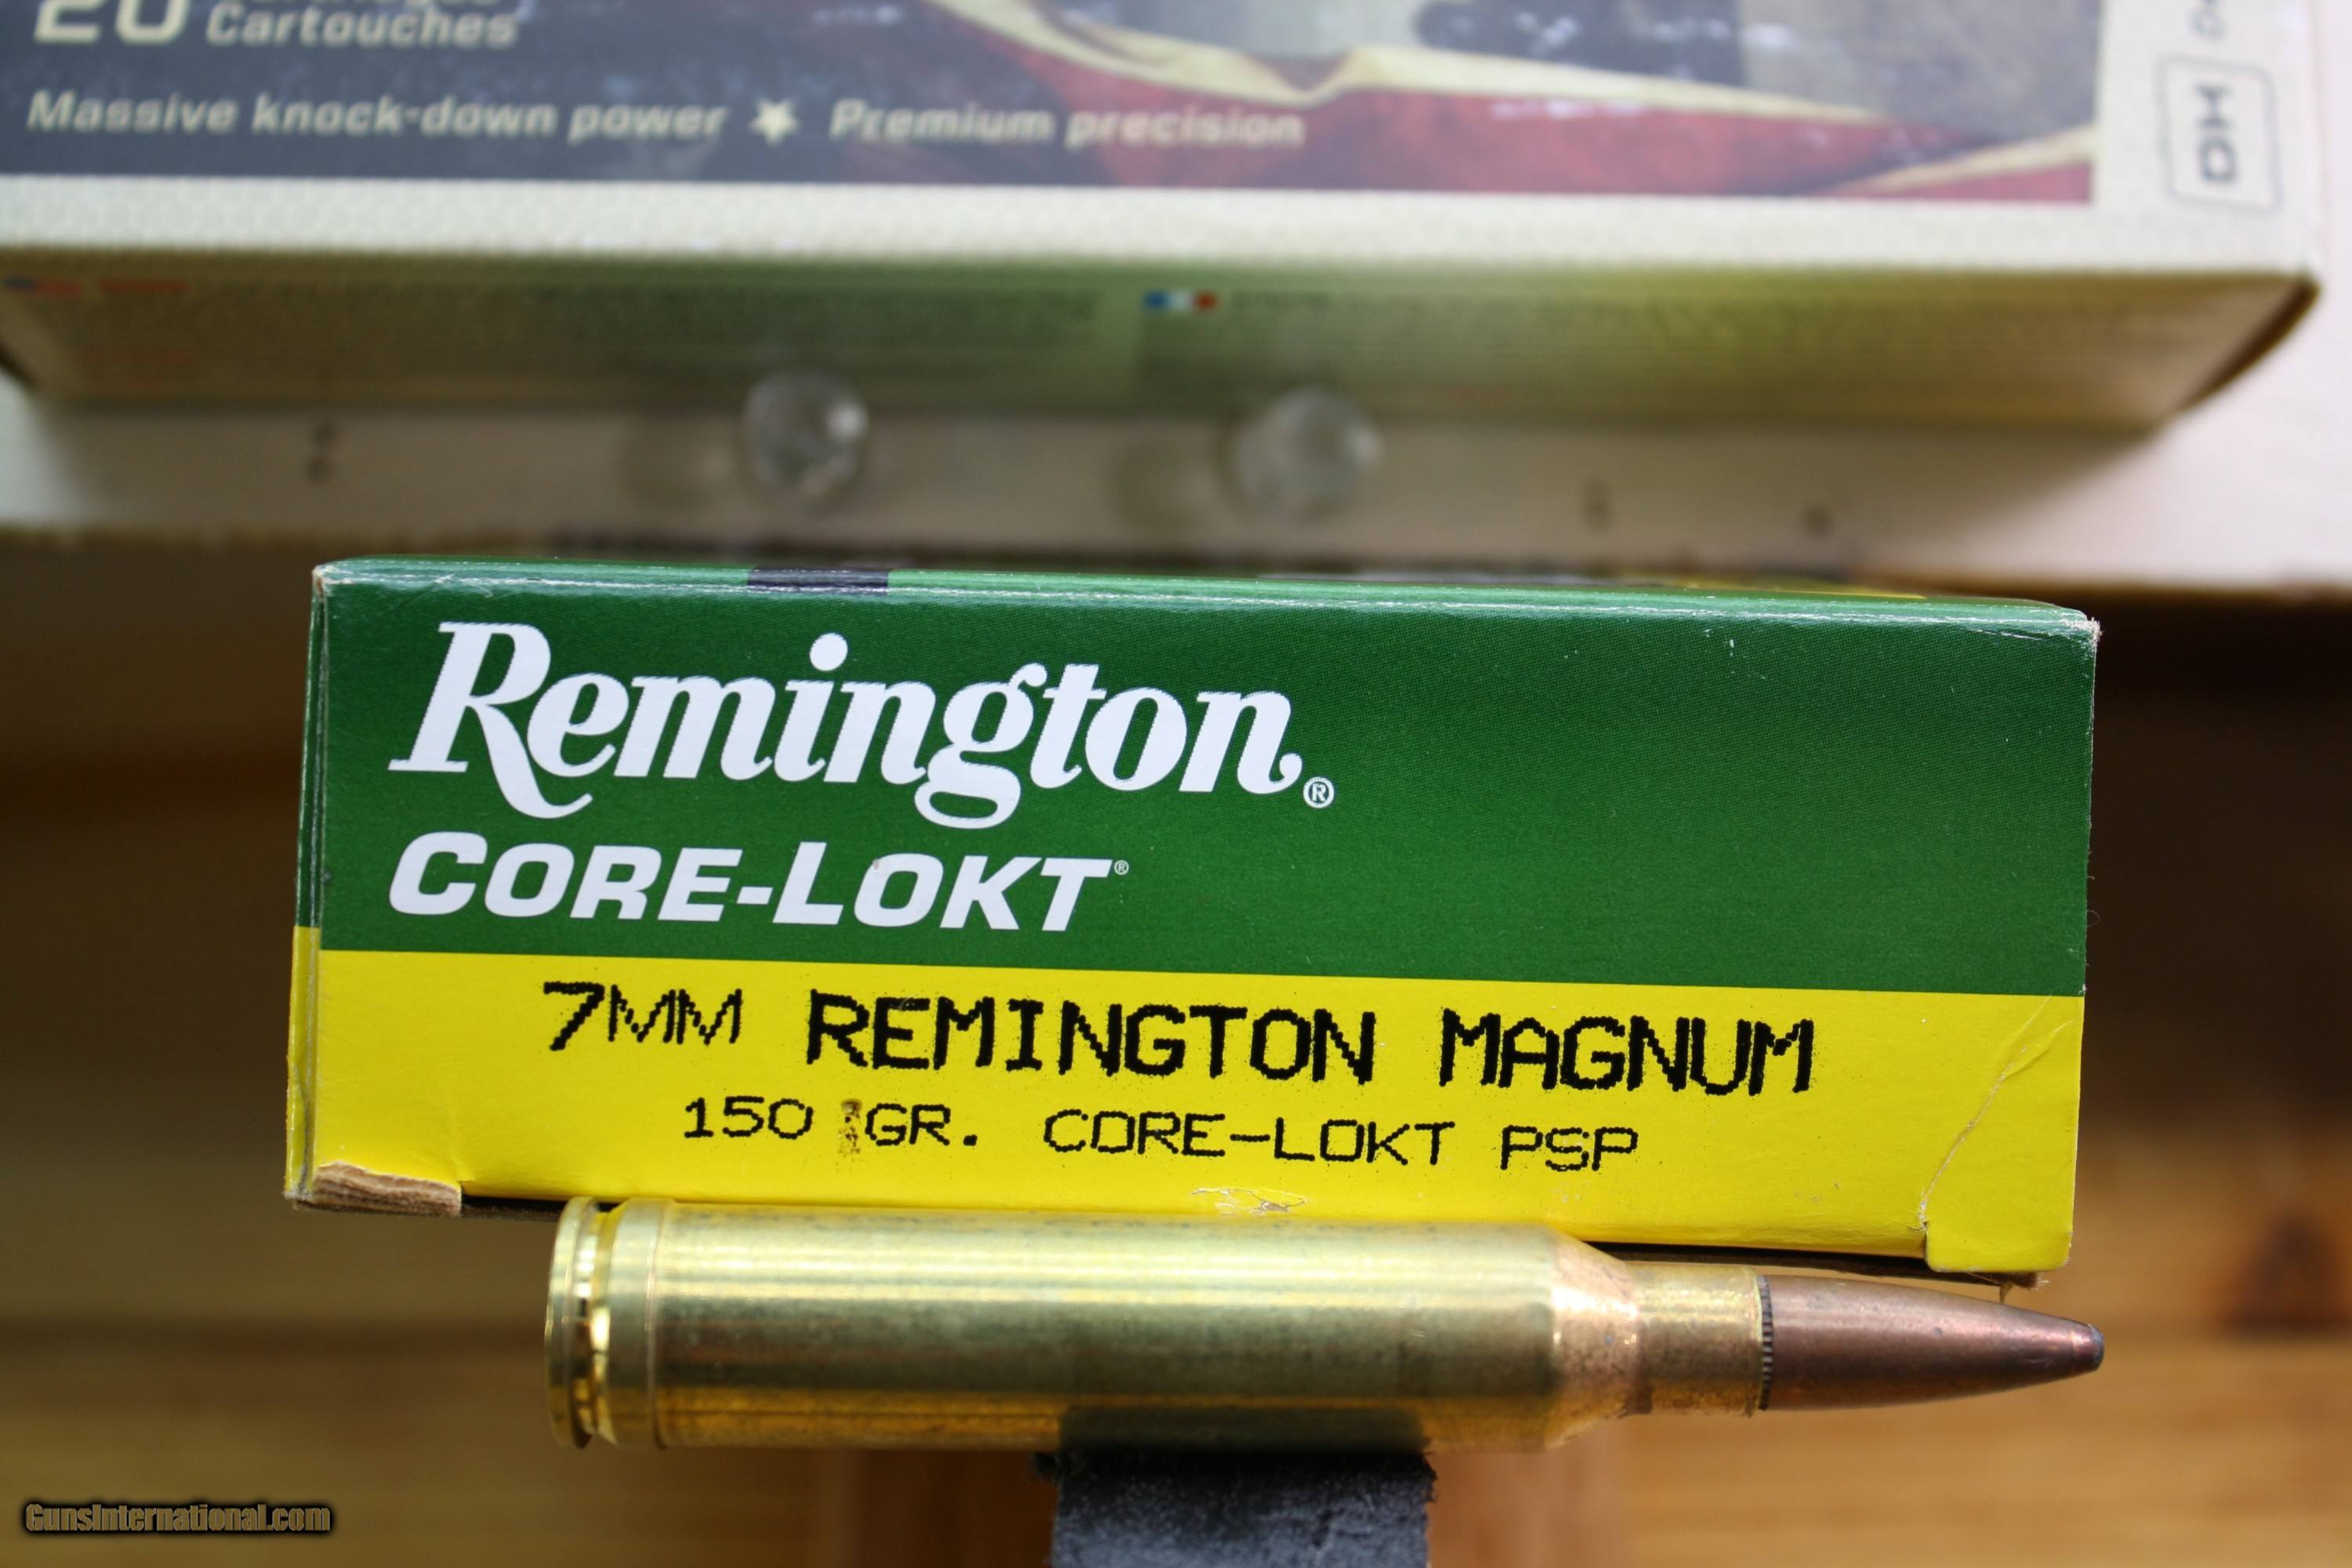 20 Cartouches
Massive knock-down power ★ Premium precision
DH
Remington®
CORE-LOKT®
7MM REMINGTON MAGNUM
150 GR. CORE-LOKT PSP
GunsInternational.com